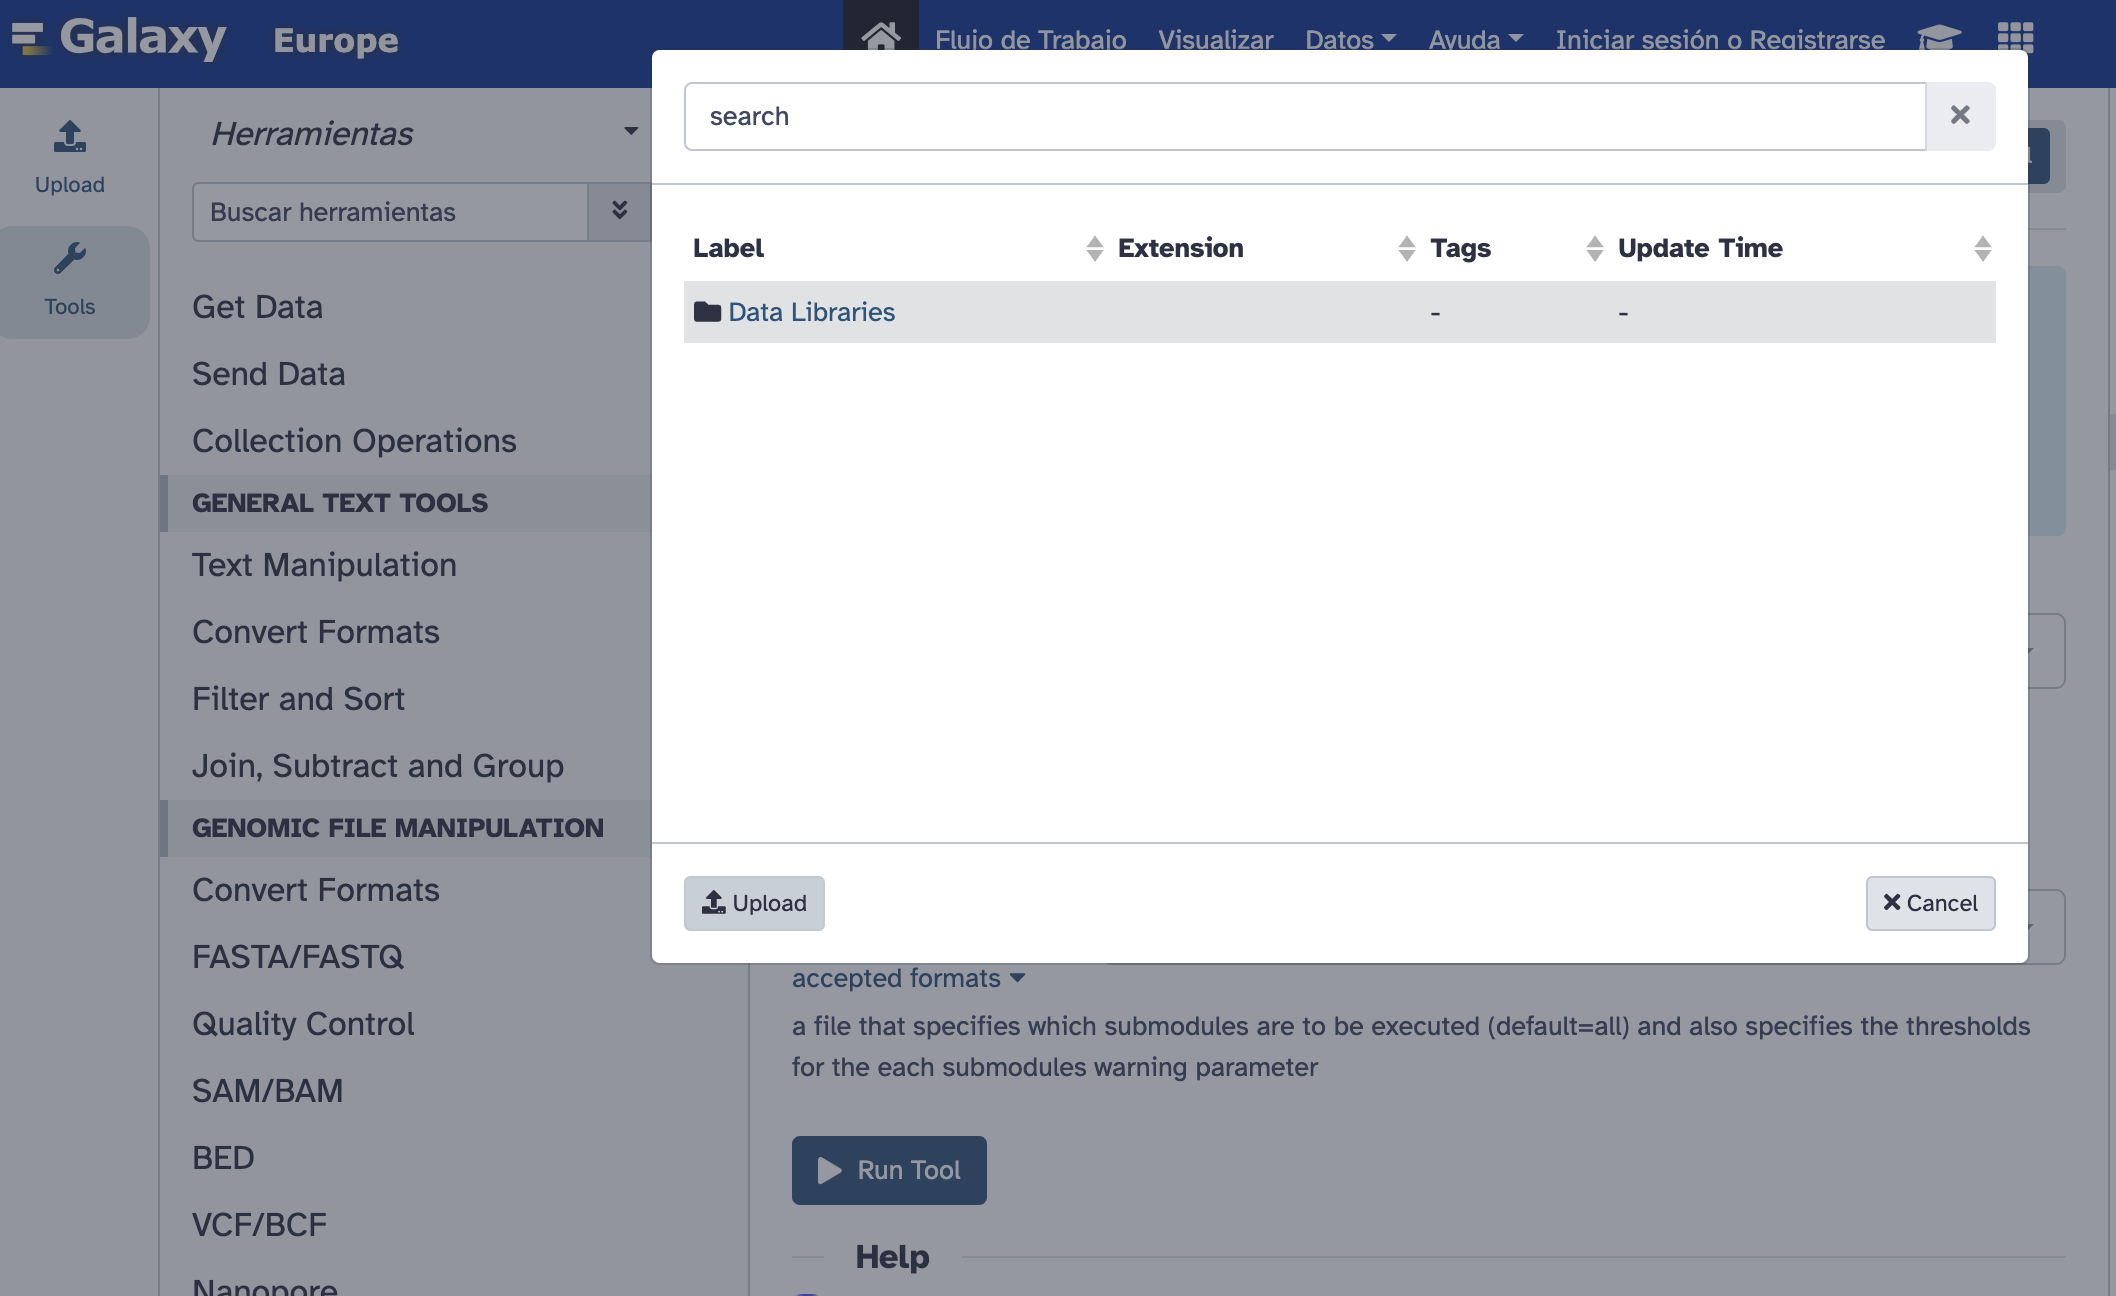 Galaxy Europe
Flujo de Trabajo Visualizar Datos Ayuda Iniciar sesión o Registrarse
Upload
Tools
Herramientas
Buscar herramientas
Get Data
Send Data
Collection Operations
GENERAL TEXT TOOLS
Text Manipulation
Convert Formats
Filter and Sort
Join, Subtract and Group
GENOMIC FILE MANIPULATION
Convert Formats
FASTA/FASTQ
Quality Control
SAM/BAM
BED
VCF/BCF
Nanopore
search
Label Extension Tags Update Time
Data Libraries - -
Upload Cancel
accepted formats
a file that specifies which submodules are to be executed (default=all) and also specifies the thresholds
for the each submodules warning parameter
Run Tool
Help